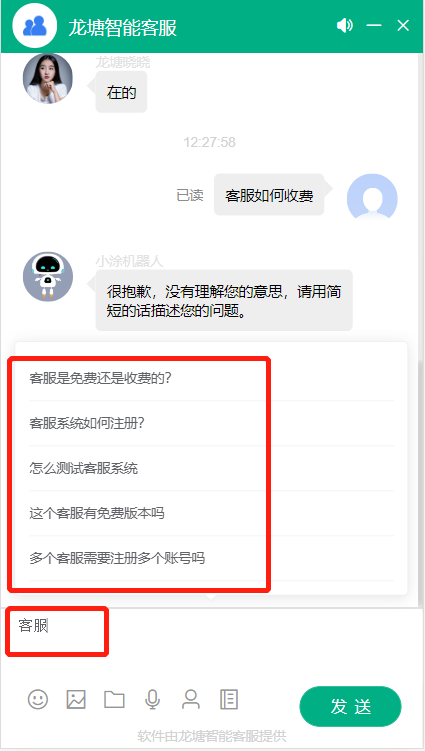 龙塘智能客服
龙塘晓晓
在的
12:27:58
已读
客服如何收费
小涂机器人
很抱歉，没有理解您的意思，请用简
短的话描述您的问题。
客服是免费还是收费的?
客服系统如何注册?
怎么测试客服系统
这个客服有免费版本吗
多个客服需要注册多个账号吗
客服
发 送
软件由龙塘智能客服提供